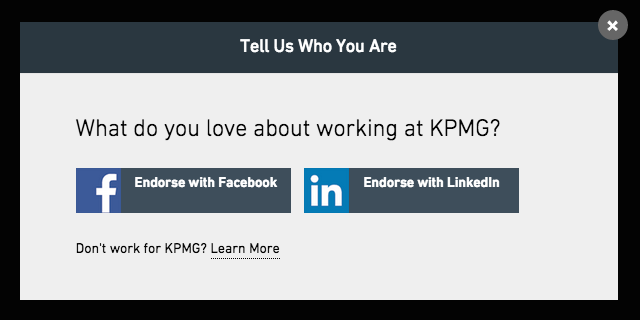 Tell Us Who You Are
What do you love about working at KPMG?
f Endorse with Facebook
in Endorse with LinkedIn
Don't work for KPMG? Learn More